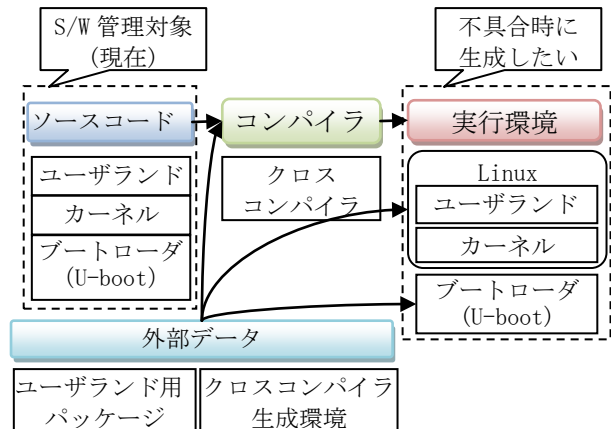 S/W 管理対象
(現在)
不具合時に
生成したい
ソースコード
コンパイラ
実行環境
ユーザランド
カーネル
ブートローダ
(U-boot)
クロス
コンパイラ
Linux
ユーザランド
カーネル
ブートローダ
(U-boot)
外部データ
ユーザランド用
パッケージ
クロスコンパイラ
生成環境